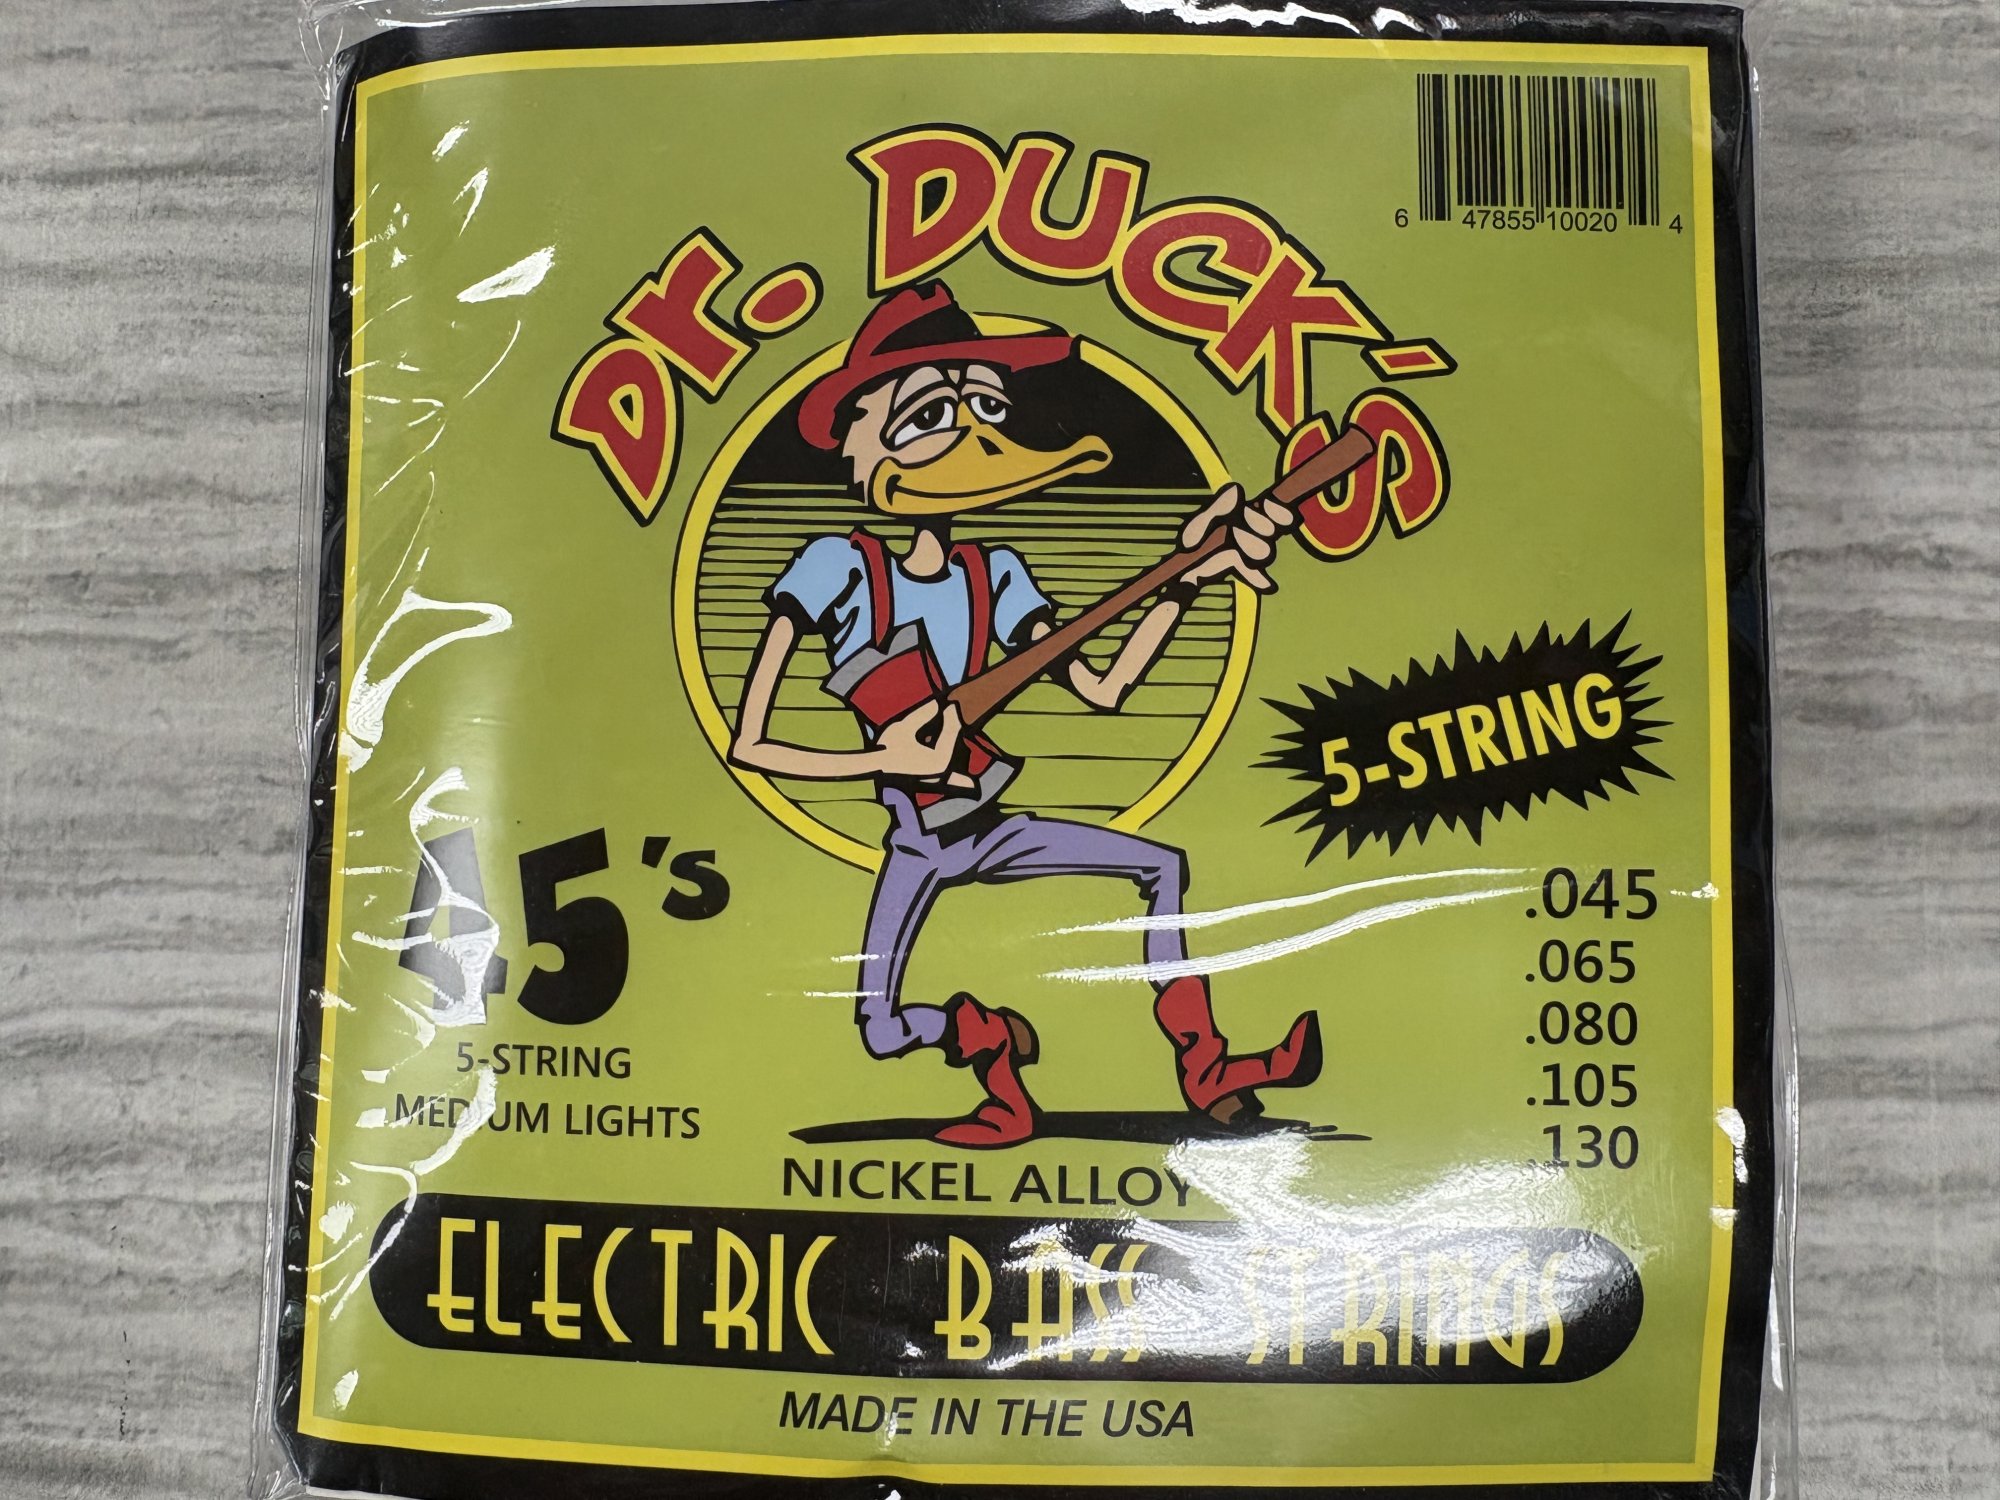 6 47855 10020 4
Dr. DUCK'S
5-STRING
45's
5-STRING
MEDIUM LIGHTS
.045
.065
.080
.105
.130
NICKEL ALLOY
ELECTRIC BASS STRINGS
MADE IN THE USA